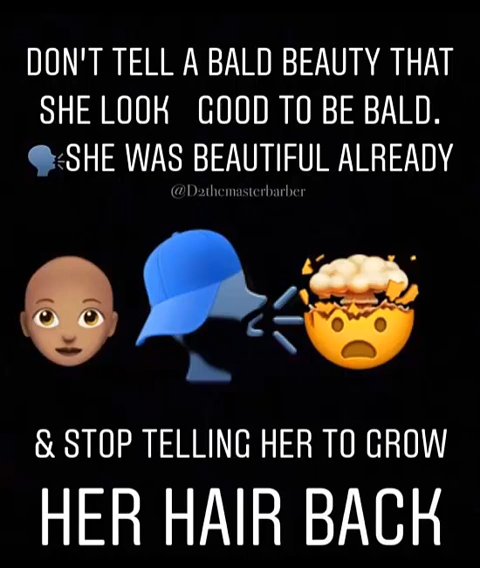 DON'T TELL A BALD BEAUTY THAT
SHE LOOK GOOD TO BE BALD.
🗣SHE WAS BEAUTIFUL ALREADY
@D2themasterbarber
& STOP TELLING HER TO GROW
HER HAIR BACK